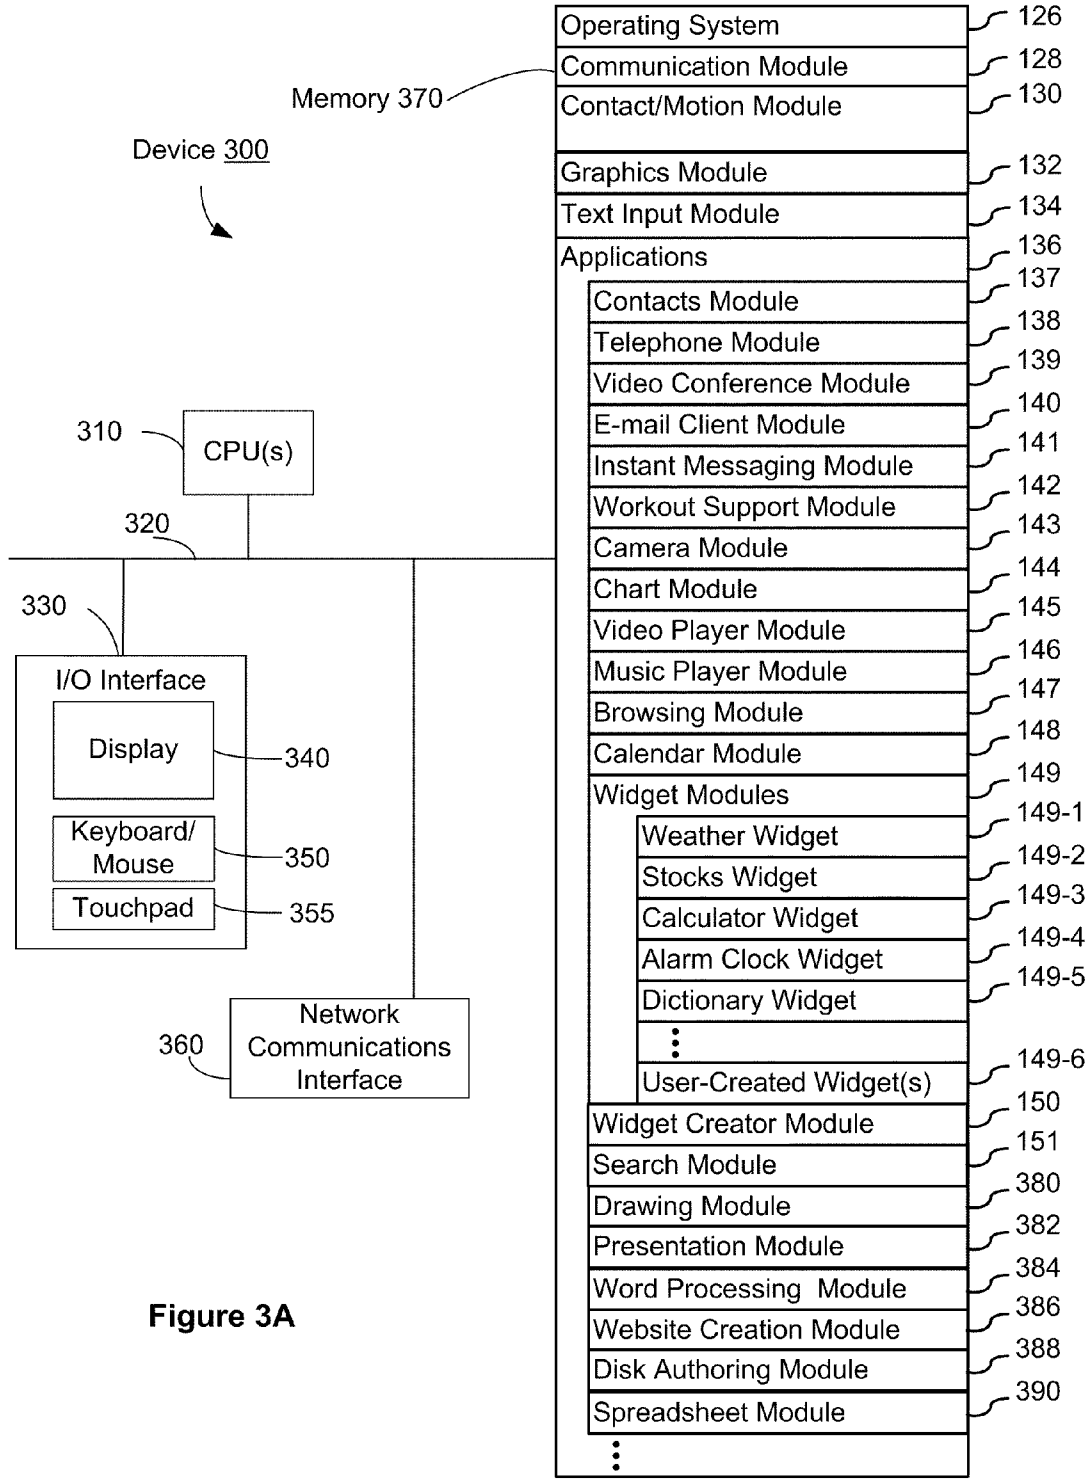 Operating System 126
Communication Module 128
Memory 370
Contact/Motion Module 130
Device 300
Graphics Module 132
Text Input Module 134
Applications 136
Contacts Module 137
Telephone Module 138
Video Conference Module 139
E-mail Client Module 140
Instant Messaging Module 141
Workout Support Module 142
Camera Module 143
Chart Module 144
Video Player Module 145
Music Player Module 146
Browsing Module 147
Calendar Module 148
Widget Modules 149
Weather Widget 149-1
Stocks Widget 149-2
Calculator Widget 149-3
Alarm Clock Widget 149-4
Dictionary Widget 149-5
User-Created Widget(s) 149-6
Widget Creator Module 150
Search Module 151
Drawing Module 380
Presentation Module 382
Word Processing Module 384
Website Creation Module 386
Disk Authoring Module 388
Spreadsheet Module 390
310
CPU(s)
320
330
I/O Interface
Display
340
Keyboard/
Mouse
350
Touchpad
355
360
Network
Communications
Interface
Figure 3A